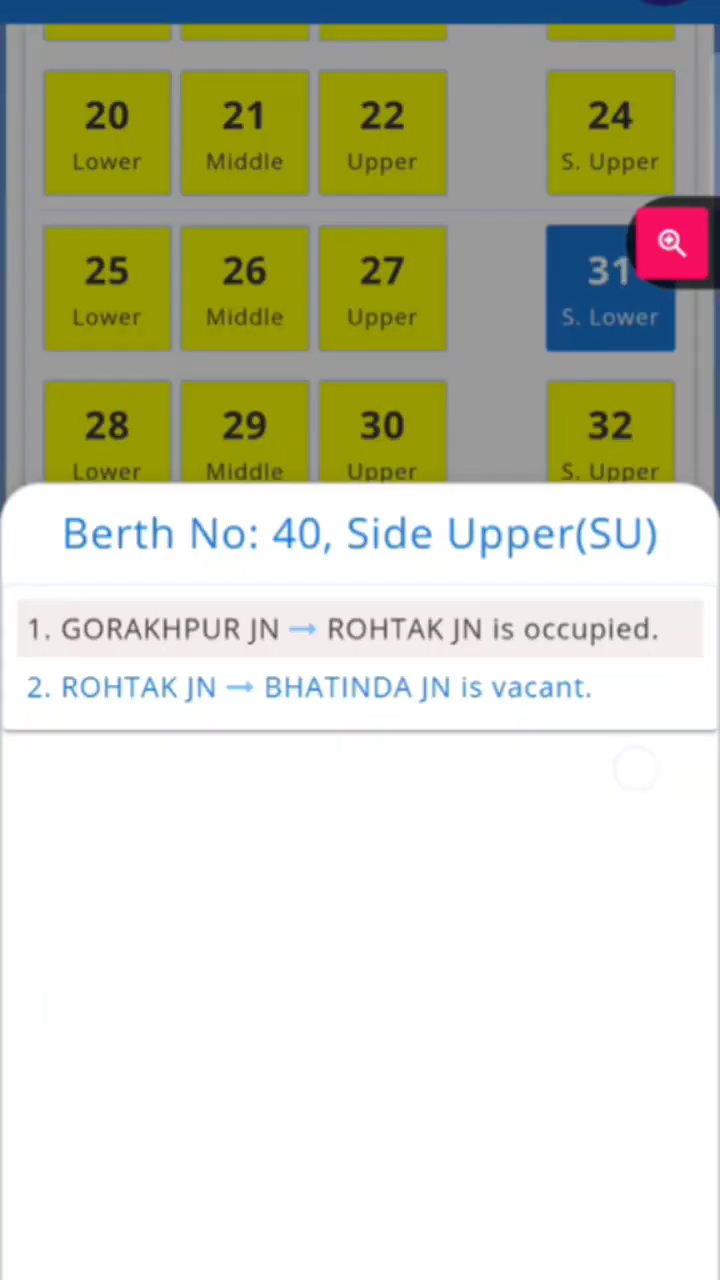 20 21 22 24
Lower Middle Upper S. Upper
25 26 27 31
Lower Middle Upper S. Lower
28 29 30 32
Lower Middle Upper S. Upper
Berth No: 40, Side Upper(SU)
1. GORAKHPUR JN → ROHTAK JN is occupied.
2. ROHTAK JN → BHATINDA JN is vacant.